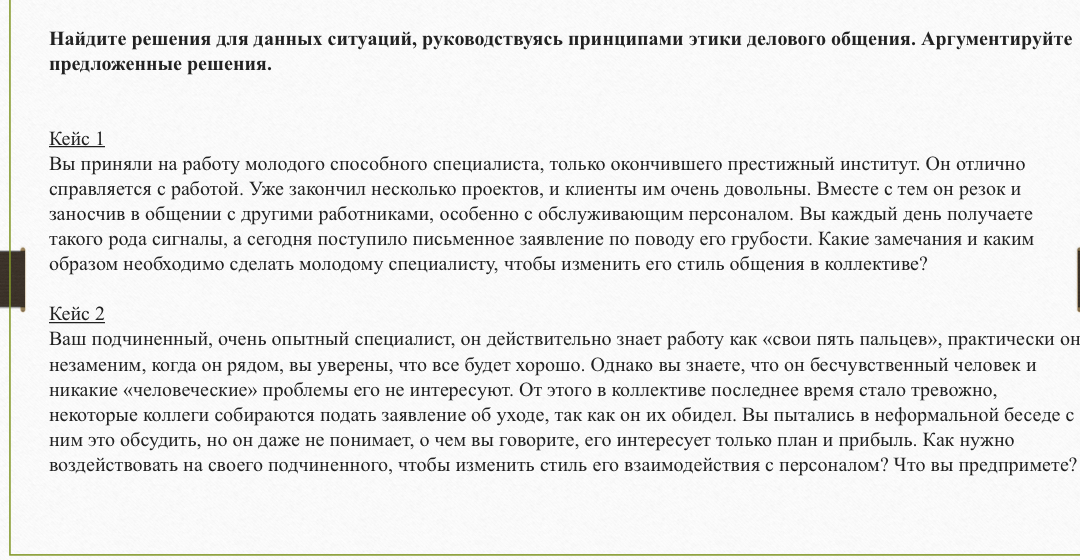 Найдите решения для данных ситуаций, руководствуясь принципами этики делового общения. Аргументируйте
предложенные решения.
Кейс 1
Вы приняли на работу молодого способного специалиста, только окончившего престижный институт. Он отлично
справляется с работой. Уже закончил несколько проектов, и клиенты им очень довольны. Вместе с тем он резок и
заносчив в общении с другими работниками, особенно с обслуживающим персоналом. Вы каждый день получаете
такого рода сигналы, а сегодня поступило письменное заявление по поводу его грубости. Какие замечания и каким
образом необходимо сделать молодому специалисту, чтобы изменить его стиль общения в коллективе?
Кейс 2
Ваш подчиненный, очень опытный специалист, он действительно знает работу как «свои пять пальцев», практически он
незаменим, когда он рядом, вы уверены, что все будет хорошо. Однако вы знаете, что он бесчувственный человек и
никакие «человеческие» проблемы его не интересуют. От этого в коллективе последнее время стало тревожно,
некоторые коллеги собираются подать заявление об уходе, так как он их обидел. Вы пытались в неформальной беседе с
ним это обсудить, но он даже не понимает, о чем вы говорите, его интересует только план и прибыль. Как нужно
воздействовать на своего подчиненного, чтобы изменить стиль его взаимодействия с персоналом? Что вы предпримете?